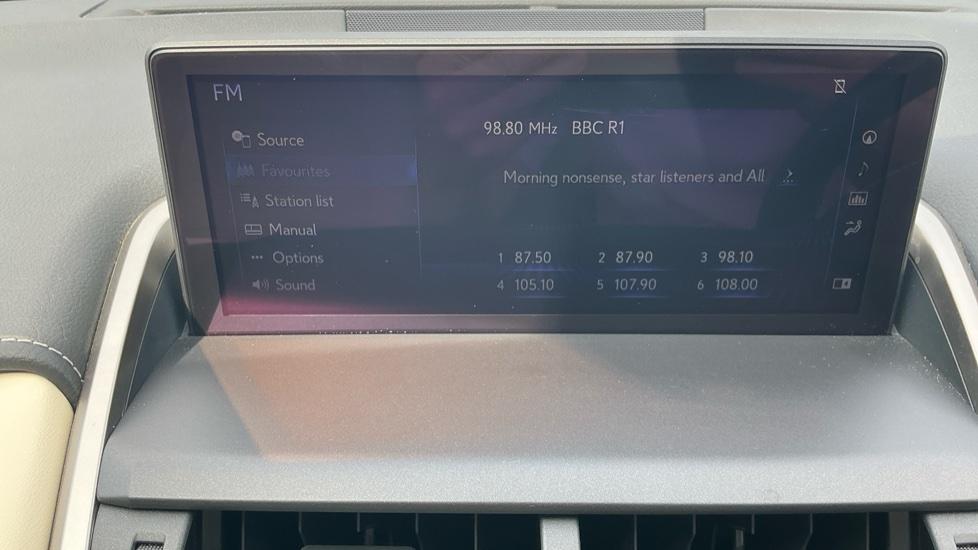 FM
Source
Favourites
Station list
Manual
Options
Sound
98.80 MHz BBC R1
Morning nonsense, star listeners and All
1 87.50 2 87.90 3 98.10
4 105.10 5 107.90 6 108.00